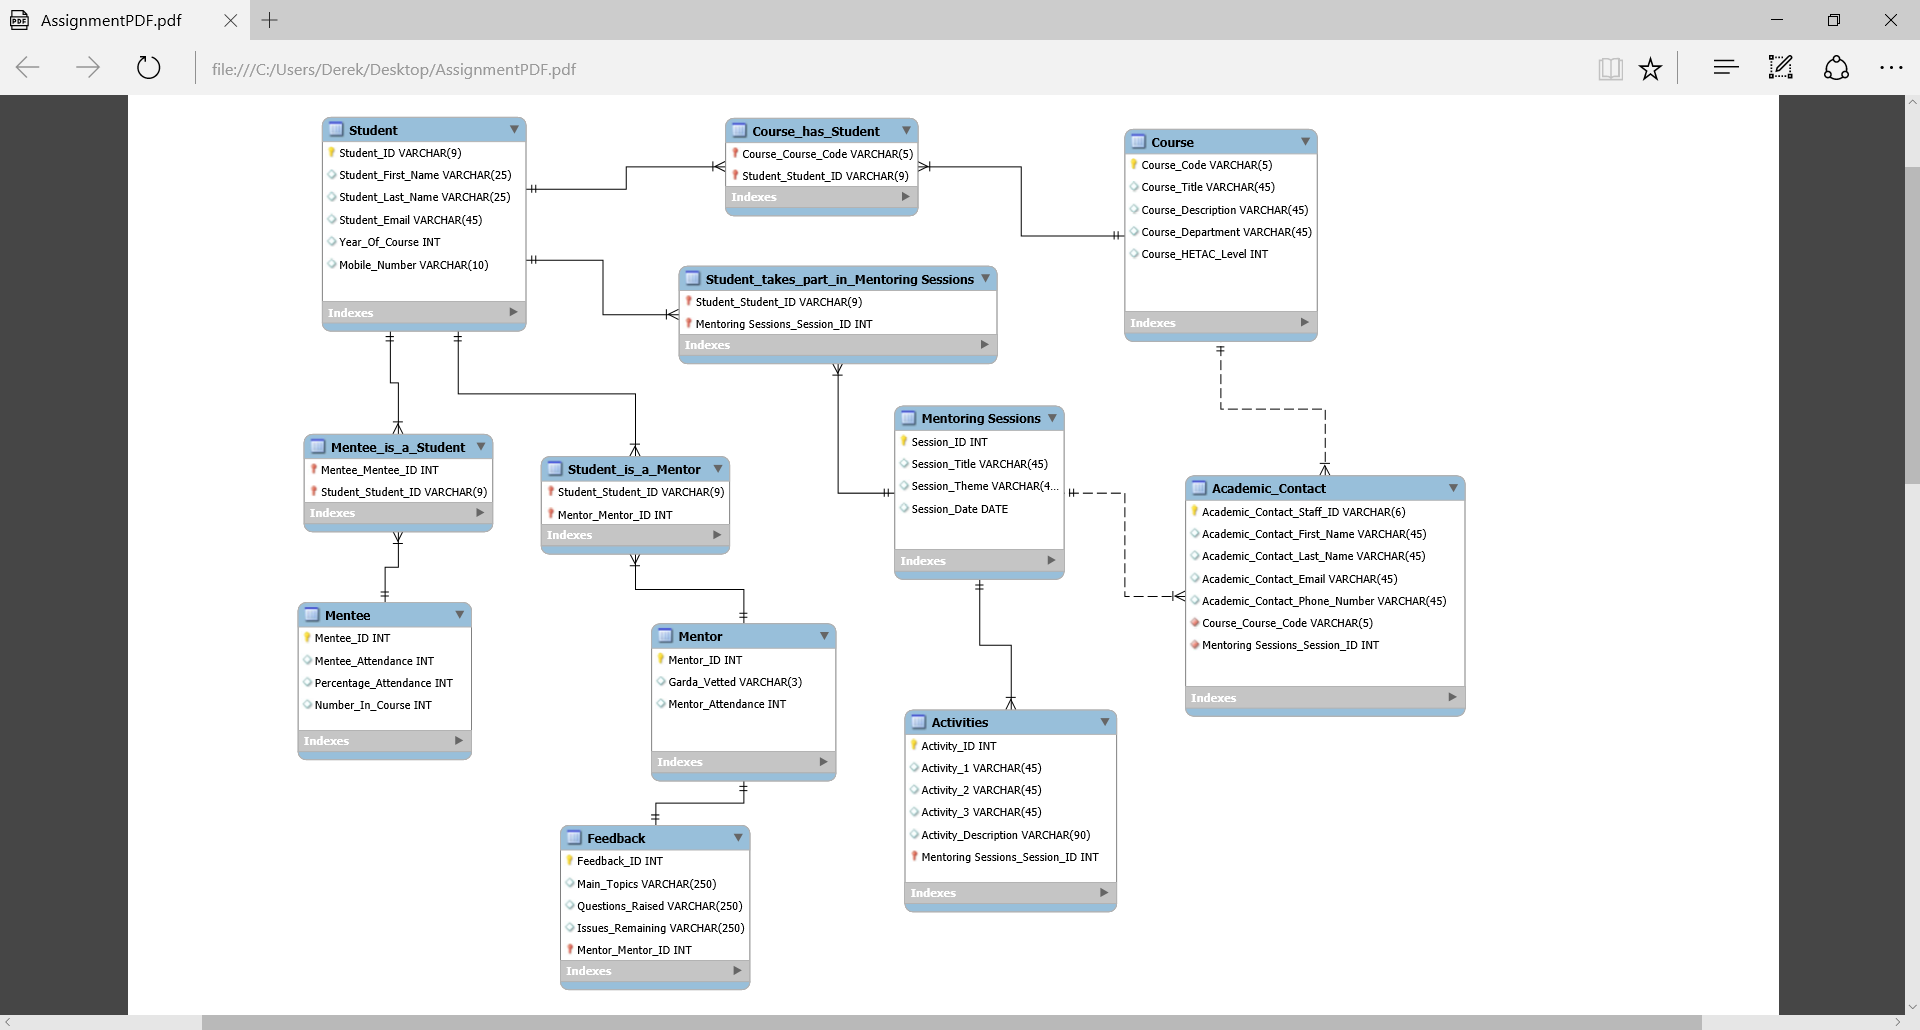 AssignmentPDF.pdf
file:///C:/Users/Derek/Desktop/AssignmentPDF.pdf
Student
Student_ID VARCHAR(9)
Student_First_Name VARCHAR(25)
Student_Last_Name VARCHAR(25)
Student_Email VARCHAR(45)
Year_Of_Course INT
Mobile_Number VARCHAR(10)
Indexes
Course_has_Student
Course_Course_Code VARCHAR(5)
Student_Student_ID VARCHAR(9)
Indexes
Course
Course_Code VARCHAR(5)
Course_Title VARCHAR(45)
Course_Description VARCHAR(45)
Course_Department VARCHAR(45)
Course_HETAC_Level INT
Indexes
Student_takes_part_in_Mentoring Sessions
Student_Student_ID VARCHAR(9)
Mentoring Sessions_Session_ID INT
Indexes
Mentee_is_a_Student
Mentee_Mentee_ID INT
Student_Student_ID VARCHAR(9)
Indexes
Student_is_a_Mentor
Student_Student_ID VARCHAR(9)
Mentor_Mentor_ID INT
Indexes
Mentoring Sessions
Session_ID INT
Session_Title VARCHAR(45)
Session_Theme VARCHAR(4...
Session_Date DATE
Indexes
Academic_Contact
Academic_Contact_Staff_ID VARCHAR(6)
Academic_Contact_First_Name VARCHAR(45)
Academic_Contact_Last_Name VARCHAR(45)
Academic_Contact_Email VARCHAR(45)
Academic_Contact_Phone_Number VARCHAR(45)
Course_Course_Code VARCHAR(5)
Mentoring Sessions_Session_ID INT
Indexes
Mentee
Mentee_ID INT
Mentee_Attendance INT
Percentage_Attendance INT
Number_In_Course INT
Indexes
Mentor
Mentor_ID INT
Garda_Vetted VARCHAR(3)
Mentor_Attendance INT
Indexes
Activities
Activity_ID INT
Activity_1 VARCHAR(45)
Activity_2 VARCHAR(45)
Activity_3 VARCHAR(45)
Activity_Description VARCHAR(90)
Mentoring Sessions_Session_ID INT
Indexes
Feedback
Feedback_ID INT
Main_Topics VARCHAR(250)
Questions_Raised VARCHAR(250)
Issues_Remaining VARCHAR(250)
Mentor_Mentor_ID INT
Indexes